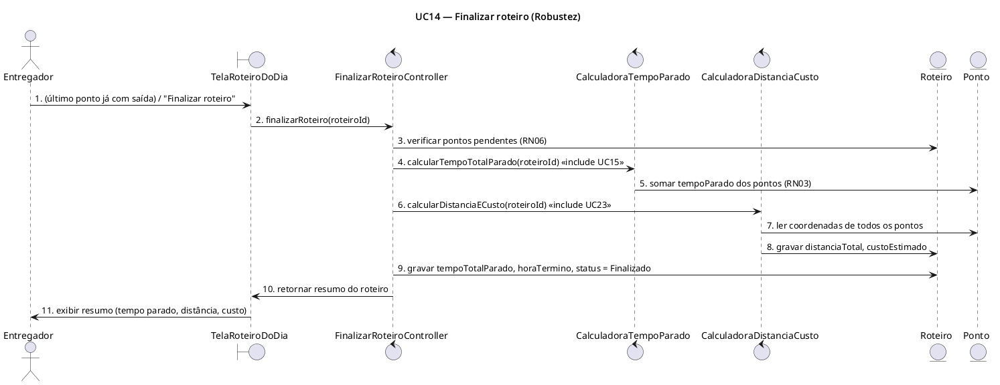 UC14 — Finalizar roteiro (Robustez)
Entregador
TelaRoteiroDoDia
FinalizarRoteiroController
CalculadoraTempoParado
CalculadoraDistanciaCusto
Roteiro
Ponto
1. (último ponto já com saída) / "Finalizar roteiro"
2. finalizarRoteiro(roteiroId)
3. verificar pontos pendentes (RN06)
4. calcularTempoTotalParado(roteiroId) «include UC15»
5. somar tempoParado dos pontos (RN03)
6. calcularDistanciaECusto(roteiroId) «include UC23»
7. ler coordenadas de todos os pontos
8. gravar distanciaTotal, custoEstimado
9. gravar tempoTotalParado, horaTermino, status = Finalizado
10. retornar resumo do roteiro
11. exibir resumo (tempo parado, distância, custo)
Entregador
TelaRoteiroDoDia
FinalizarRoteiroController
CalculadoraTempoParado
CalculadoraDistanciaCusto
Roteiro
Ponto